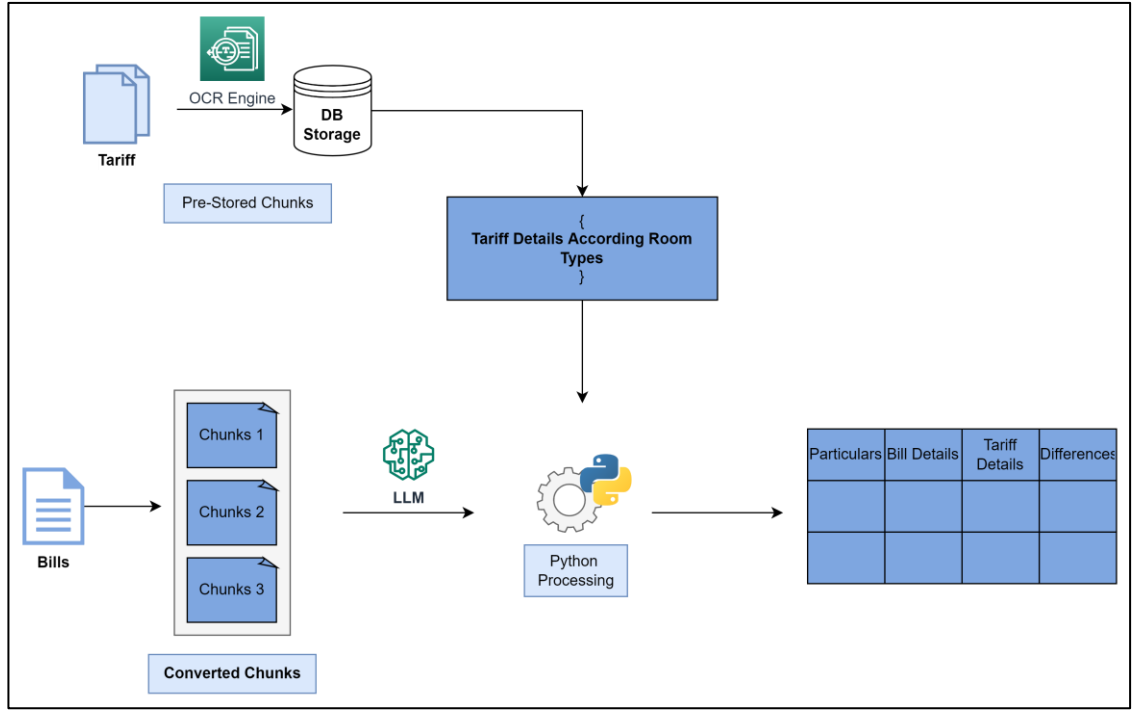 OCR Engine
DB
Storage
Tariff
Pre-Stored Chunks
{
Tariff Details According Room
Types
}
Chunks 1
Chunks 2
Chunks 3
Bills
Converted Chunks
LLM
Python
Processing
Particulars
Bill Details
Tariff
Details
Differences